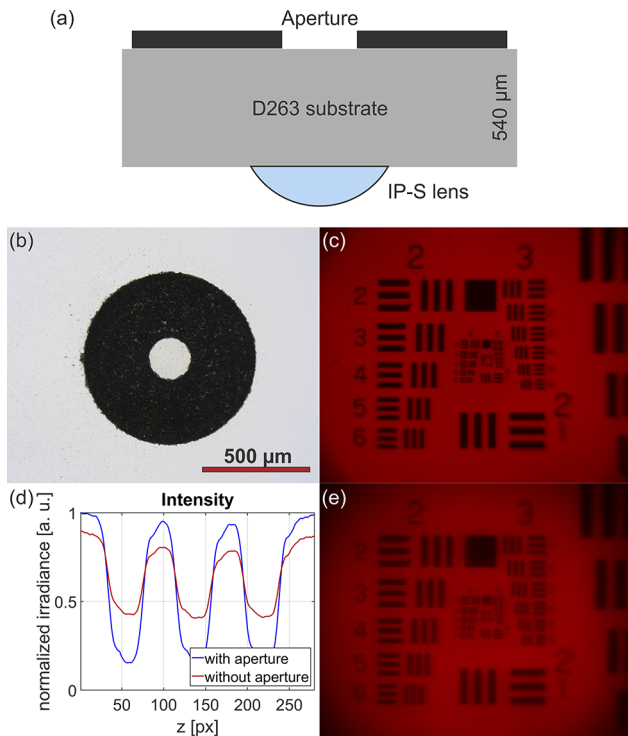 (a)
Aperture
D263 substrate
540 µm
IP-S lens
(b)
500 µm
(c)
2 3
2
3
4
5
6
2
(d)
Intensity
normalized irradiance [a. u.]
1
0.5
0
50 100 150 200 250
z [px]
with aperture
without aperture
(e)
2 3
2
3
4
5
6
2